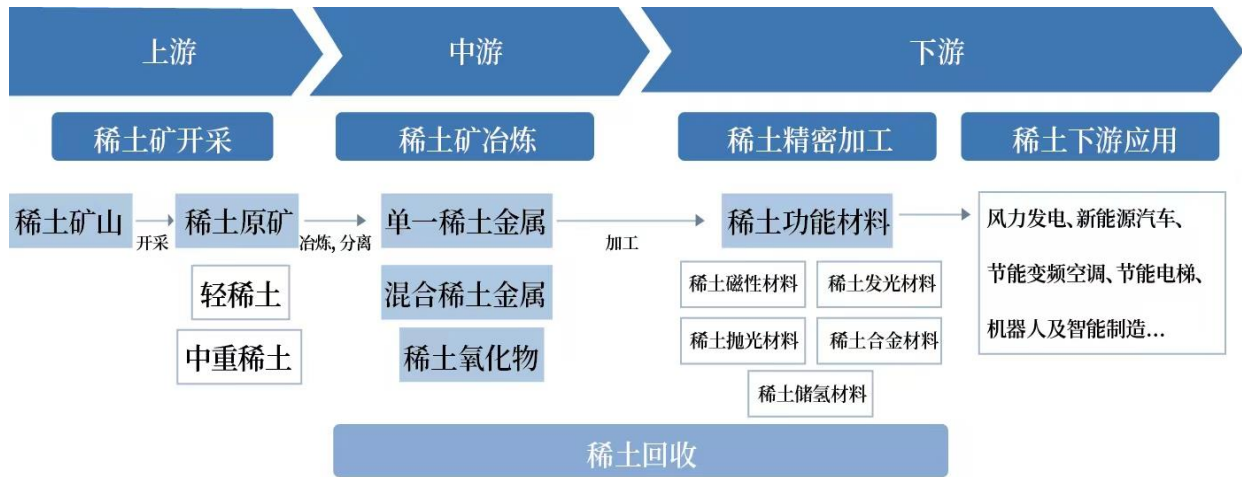 上游
中游
下游
稀土矿开采
稀土矿冶炼
稀土精密加工
稀土下游应用
稀土矿山
开采
稀土原矿
冶炼, 分离
单一稀土金属
加工
稀土功能材料
风力发电、新能源汽车、
节能变频空调、节能电梯、
机器人及智能制造...
轻稀土
中重稀土
混合稀土金属
稀土氧化物
稀土磁性材料
稀土发光材料
稀土抛光材料
稀土合金材料
稀土储氢材料
稀土回收